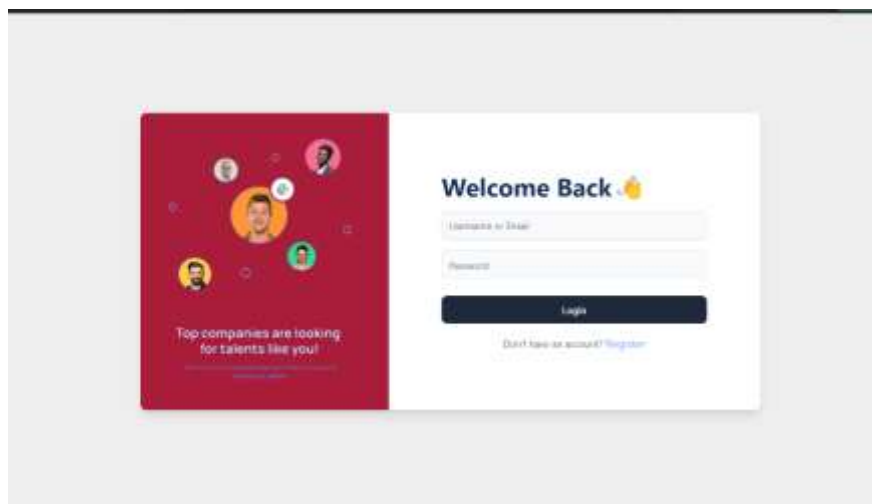 Top companies are looking
for talents like you!
Welcome Back 👋
Username or Email
Password
Login
Don't have an account? Register